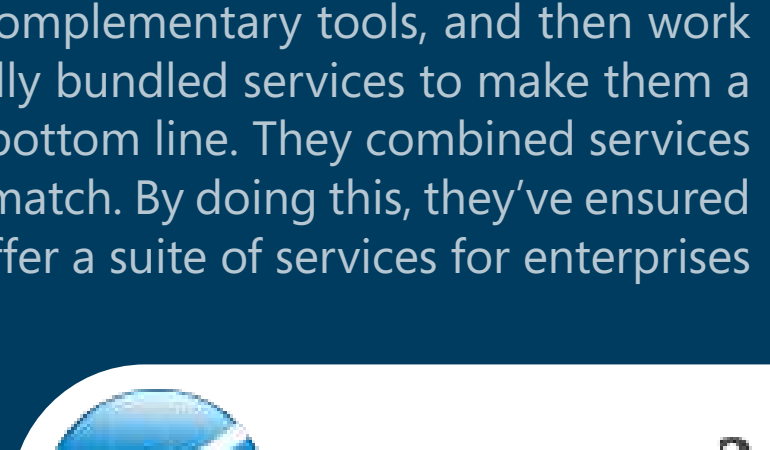 omplementary tools, and then work
lly bundled services to make them a
bottom line. They combined services
match. By doing this, they’ve ensured
ffer a suite of services for enterprises